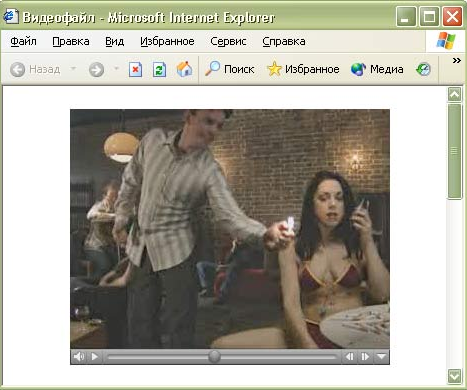 Видеофайл - Microsoft Internet Explorer
Файл Правка Вид Избранное Сервис Справка
Назад Поиск Избранное Медиа